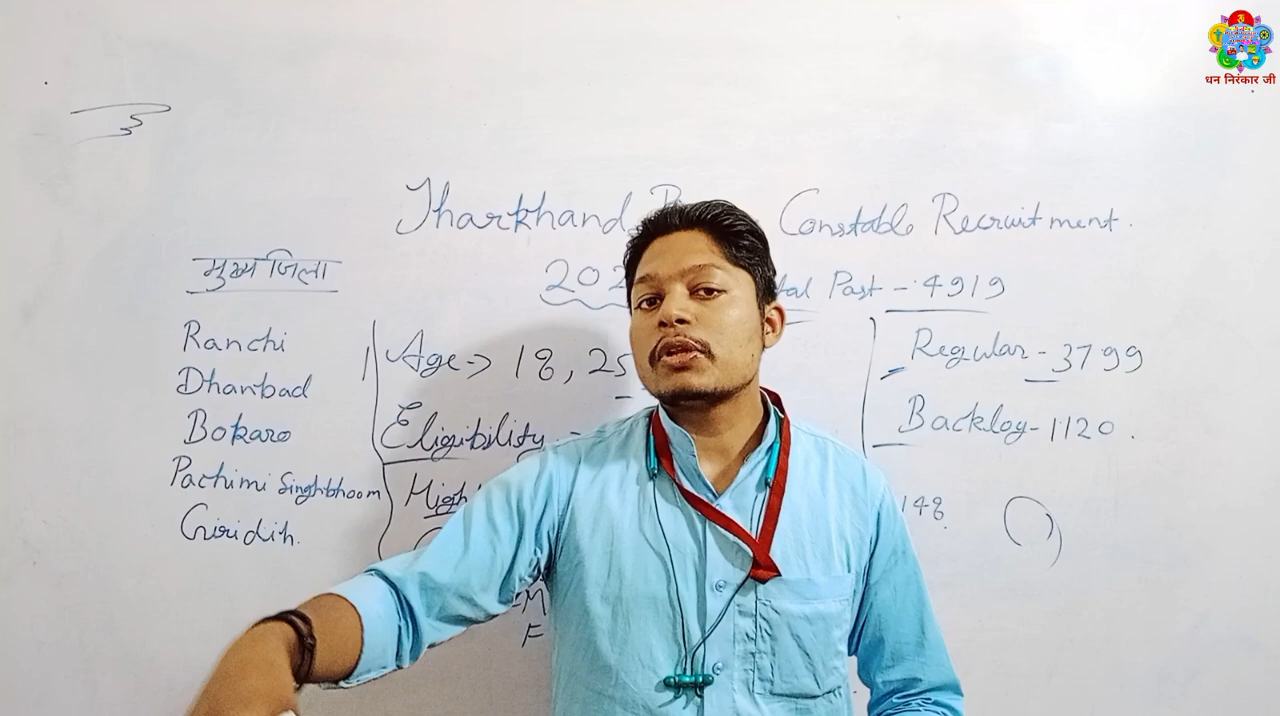 धन निरंकार जी
Jharkhand Constable Recruitment.
Post - 4919
मुख्य जिला
Ranchi
Dhanbad
Bokaro
Pachimi Singhbhoom
Giridih.
Age -> 18, 25
Eligibility -
Regular - 3799
Backlog - 1120.
148.
M
F